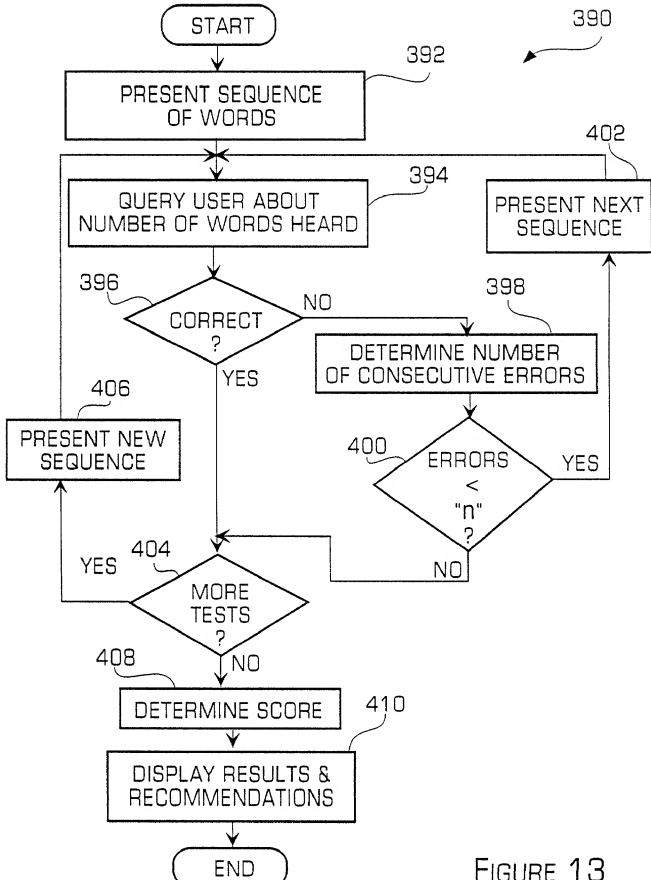 START
390
392
PRESENT SEQUENCE
OF WORDS
402
394
QUERY USER ABOUT
NUMBER OF WORDS HEARD
PRESENT NEXT
SEQUENCE
396
CORRECT
?
NO
YES
398
DETERMINE NUMBER
OF CONSECUTIVE ERRORS
406
PRESENT NEW
SEQUENCE
400
ERRORS
<
"n"
?
YES
NO
404
YES
MORE
TESTS
?
NO
408
DETERMINE SCORE
410
DISPLAY RESULTS &
RECOMMENDATIONS
END
FIGURE 13